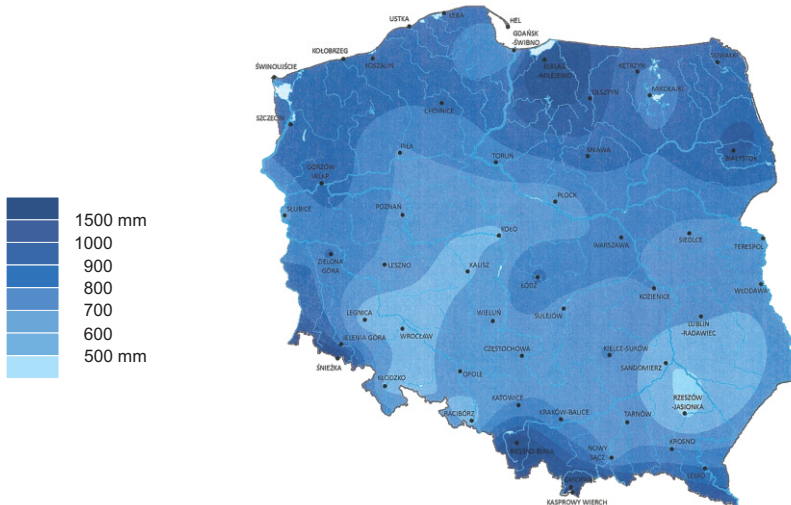 ŁEBA
USTKA
HEL
GDAŃSK
-ŚWIBNO
KOŁOBRZEG
KOSZALIN
ELBLĄG
-MILEJEWO
KĘTRZYN
SUWAŁKI
ŚWINOUJŚCIE
MIKOŁAJKI
OLSZTYN
CHOJNICE
SZCZECIN
PIŁA
TORUŃ
MŁAWA
BIAŁYSTOK
GORZÓW
-WLKP.
PŁOCK
SŁUBICE
POZNAŃ
KOŁO
WARSZAWA
SIEDLCE
TERESPOL
ZIELONA
GÓRA
LESZNO
KALISZ
ŁÓDŹ
KOZIENICE
WŁODAWA
LEGNICA
WIELUŃ
SULEJÓW
LUBLIN
-RADAWIEC
JELENIA GÓRA
WROCŁAW
CZĘSTOCHOWA
KIELCE-SUKÓW
ŚNIEŻKA
SANDOMIERZ
KŁODZKO
OPOLE
KATOWICE
RZESZÓW
-JASIONKA
RACIBÓRZ
KRAKÓW-BALICE
TARNÓW
BIELSKO-BIAŁA
NOWY
SĄCZ
KROSNO
LESKO
ZAKOPANE
KASPROWY WIERCH
1500 mm
1000
900
800
700
600
500 mm